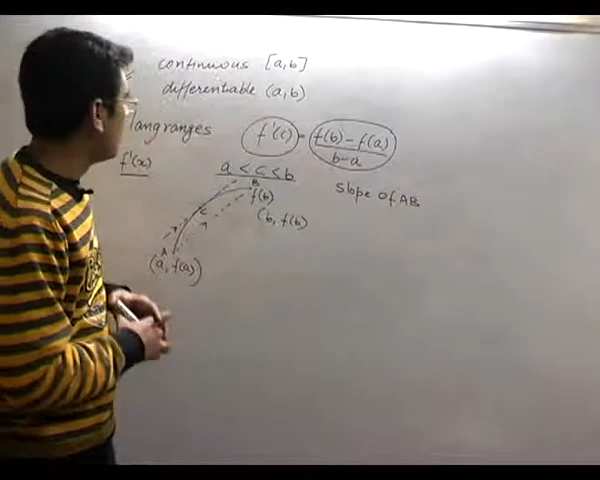 continuous [a,b]
differentiable (a,b)
langranges
f'(c) = f(b)-f(a) / b-a
f'(x)
a < c < b
slope of AB
B
f(b)
C
(b, f(b)
A
(a, f(a))